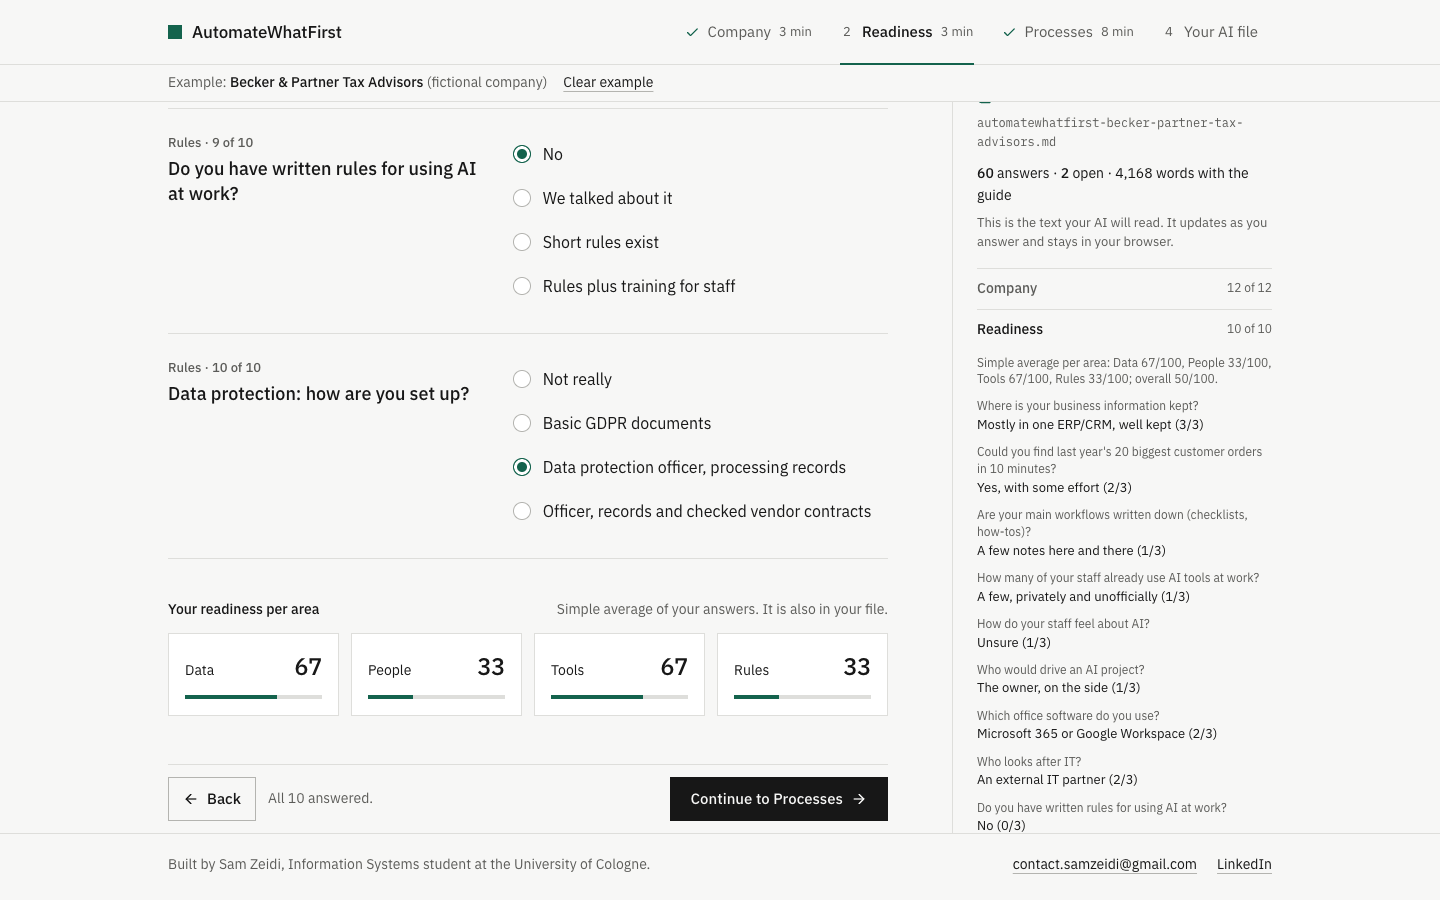 AutomateWhatFirst
Company 3 min
2 Readiness 3 min
Processes 8 min
4 Your AI file
Example: Becker & Partner Tax Advisors (fictional company) Clear example
Rules · 9 of 10
Do you have written rules for using AI
at work?
No
We talked about it
Short rules exist
Rules plus training for staff
Rules · 10 of 10
Data protection: how are you set up?
Not really
Basic GDPR documents
Data protection officer, processing records
Officer, records and checked vendor contracts
Your readiness per area
Simple average of your answers. It is also in your file.
Data 67
People 33
Tools 67
Rules 33
← Back
All 10 answered.
Continue to Processes →
automatewhatfirst-becker-partner-tax-
advisors.md
60 answers · 2 open · 4,168 words with the
guide
This is the text your AI will read. It updates as you
answer and stays in your browser.
Company 12 of 12
Readiness 10 of 10
Simple average per area: Data 67/100, People 33/100,
Tools 67/100, Rules 33/100; overall 50/100.
Where is your business information kept?
Mostly in one ERP/CRM, well kept (3/3)
Could you find last year's 20 biggest customer orders
in 10 minutes?
Yes, with some effort (2/3)
Are your main workflows written down (checklists,
how-tos)?
A few notes here and there (1/3)
How many of your staff already use AI tools at work?
A few, privately and unofficially (1/3)
How do your staff feel about AI?
Unsure (1/3)
Who would drive an AI project?
The owner, on the side (1/3)
Which office software do you use?
Microsoft 365 or Google Workspace (2/3)
Who looks after IT?
An external IT partner (2/3)
Do you have written rules for using AI at work?
No (0/3)
Built by Sam Zeidi, Information Systems student at the University of Cologne.
contact.samzeidi@gmail.com
LinkedIn